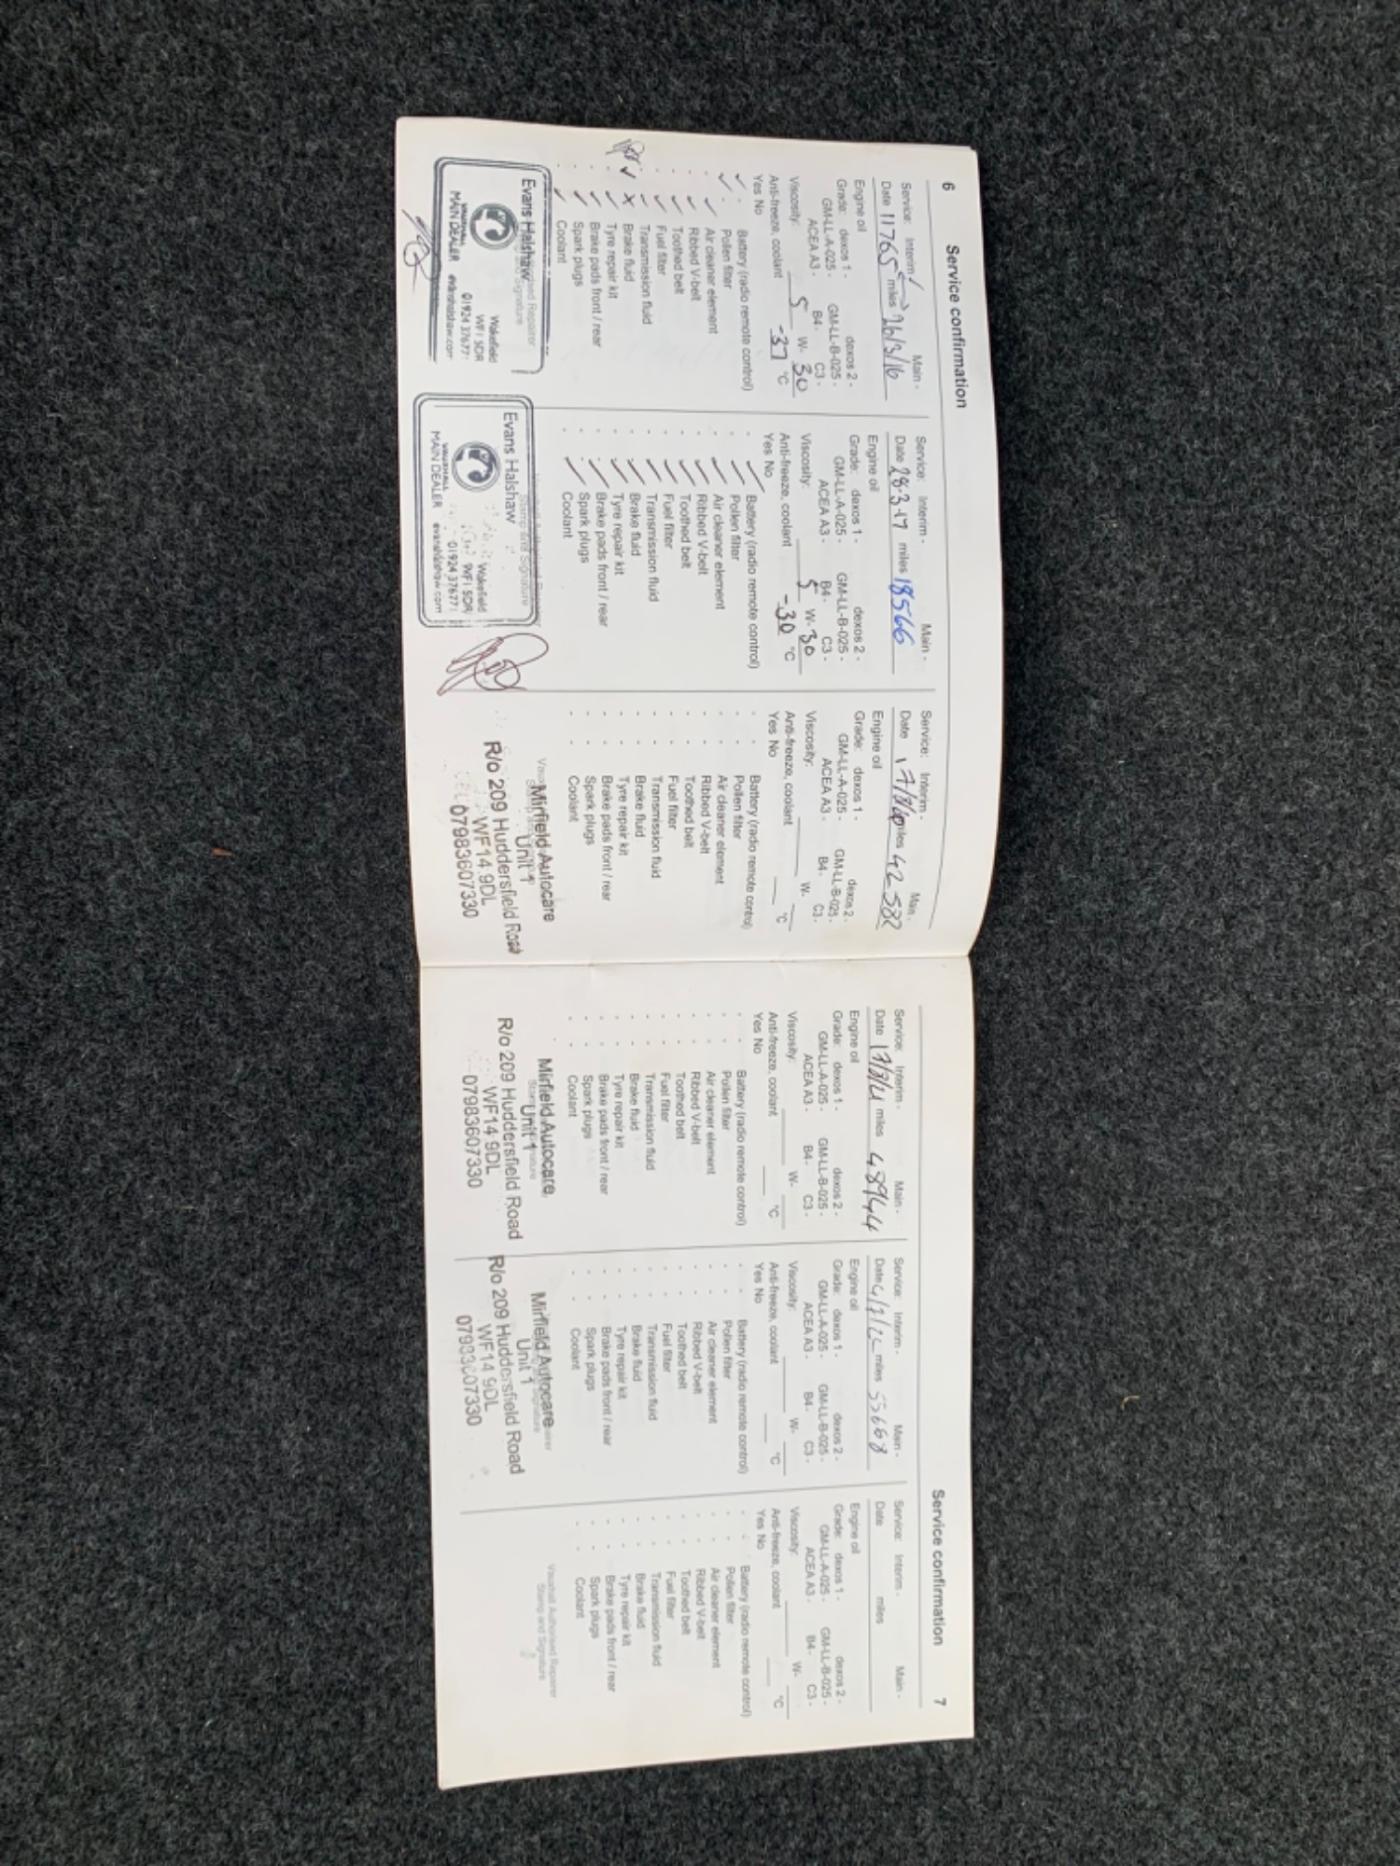 6 Service confirmation
Service: Interim ✓ Main -
Date 11765 miles 26/3/16
Engine oil
Grade: dexos 1 - dexos 2 -
GM-LL-A-025 - GM-LL-B-025 -
ACEA A3 - B4 - C3 -
Viscosity: 5 W- 30
Anti-freeze, coolant -37 °C
Yes No
Battery (radio remote control)
Pollen filter
Air cleaner element
Ribbed V-belt
Toothed belt
Fuel filter
Transmission fluid
Brake fluid
Tyre repair kit
Brake pads front / rear
Spark plugs
Coolant
Evans Halshaw
Wakefield
WF1 5DR
VAUXHALL 01924 376771
MAIN DEALER evanshalshaw.com
Service: Interim - Main -
Date 28.3.17 miles 18566
Engine oil
Grade: dexos 1 - dexos 2 -
GM-LL-A-025 - GM-LL-B-025 -
ACEA A3 - B4 - C3 -
Viscosity: 5 W- 30
Anti-freeze, coolant -30 °C
Yes No
Battery (radio remote control)
Pollen filter
Air cleaner element
Ribbed V-belt
Toothed belt
Fuel filter
Transmission fluid
Brake fluid
Tyre repair kit
Brake pads front / rear
Spark plugs
Coolant
Stamp and Signature
Evans Halshaw
Wakefield
WF1 5DR
VAUXHALL 01924 376771
MAIN DEALER evanshalshaw.com
Service: Interim - Main -
Date miles 42 582
Engine oil
Grade: dexos 1 - dexos 2 -
GM-LL-A-025 - GM-LL-B-025 -
ACEA A3 - B4 - C3 -
Viscosity: W-
Anti-freeze, coolant °C
Yes No
Battery (radio remote control)
Pollen filter
Air cleaner element
Ribbed V-belt
Toothed belt
Fuel filter
Transmission fluid
Brake fluid
Tyre repair kit
Brake pads front / rear
Spark plugs
Coolant
Mirfield Autocare
Unit 1
R/o 209 Huddersfield Road
WF14 9DL
07983607330
Service confirmation 7
Service: Interim - Main -
Date miles 48944
Engine oil
Grade: dexos 1 - dexos 2 -
GM-LL-A-025 - GM-LL-B-025 -
ACEA A3 - B4 - C3 -
Viscosity: W-
Anti-freeze, coolant °C
Yes No
Battery (radio remote control)
Pollen filter
Air cleaner element
Ribbed V-belt
Toothed belt
Fuel filter
Transmission fluid
Brake fluid
Tyre repair kit
Brake pads front / rear
Spark plugs
Coolant
Mirfield Autocare
Unit 1
R/o 209 Huddersfield Road
WF14 9DL
07983607330
Service: Interim - Main -
Date miles 55668
Engine oil
Grade: dexos 1 - dexos 2 -
GM-LL-A-025 - GM-LL-B-025 -
ACEA A3 - B4 - C3 -
Viscosity: W-
Anti-freeze, coolant °C
Yes No
Battery (radio remote control)
Pollen filter
Air cleaner element
Ribbed V-belt
Toothed belt
Fuel filter
Transmission fluid
Brake fluid
Tyre repair kit
Brake pads front / rear
Spark plugs
Coolant
Mirfield Autocare
Unit 1
R/o 209 Huddersfield Road
WF14 9DL
07983607330
Service: Interim - Main -
Date miles
Engine oil
Grade: dexos 1 - dexos 2 -
GM-LL-A-025 - GM-LL-B-025 -
ACEA A3 - B4 - C3 -
Viscosity: W-
Anti-freeze, coolant °C
Yes No
Battery (radio remote control)
Pollen filter
Air cleaner element
Ribbed V-belt
Toothed belt
Fuel filter
Transmission fluid
Brake fluid
Tyre repair kit
Brake pads front / rear
Spark plugs
Coolant
Vauxhall Authorised Repairer
Stamp and Signature